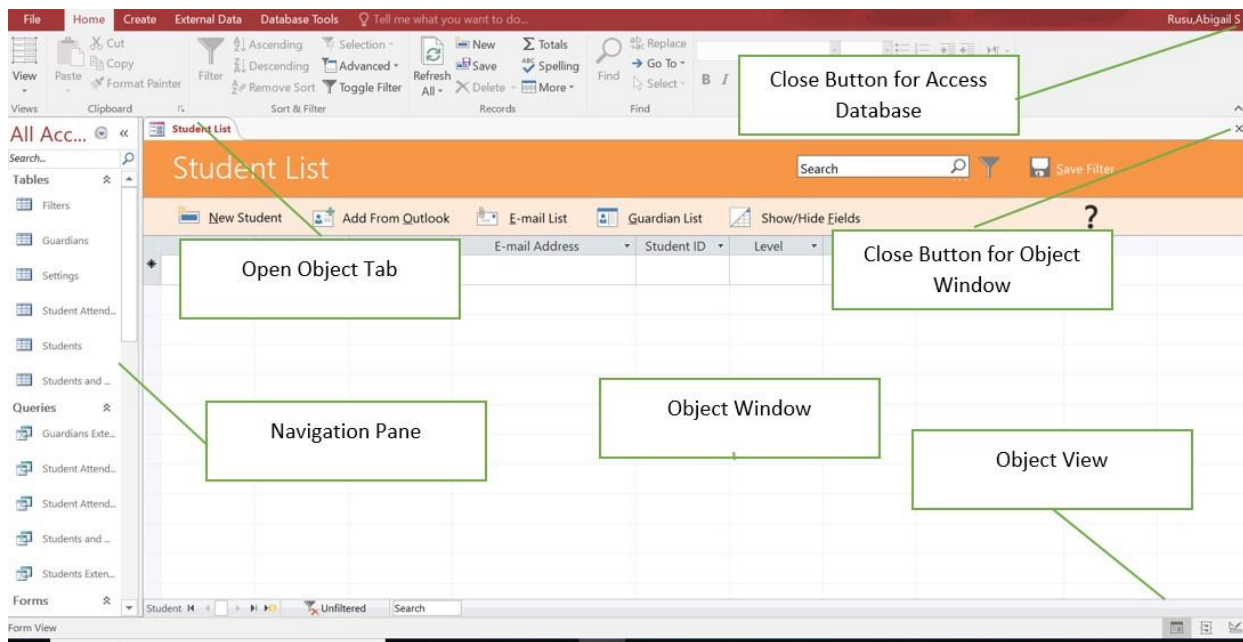 File Home Create External Data Database Tools Tell me what you want to do... Rusu,Abigail S
Cut Ascending Selection New Totals Replace
Copy Descending Advanced Save Spelling Go To
View Paste Format Painter Filter Remove Sort Toggle Filter Refresh All Delete More Find Select B I
Views Clipboard Sort & Filter Records Find
Close Button for Access
Database
All Acc...
Student List
Search...
Student List
Search
Save Filter
Tables
Filters
New Student Add From Outlook E-mail List Guardian List Show/Hide Fields ?
Guardians
E-mail Address Student ID Level
Open Object Tab
Close Button for Object
Window
Settings
Student Attend...
Students
Students and ...
Queries
Guardians Exte...
Navigation Pane
Object Window
Object View
Student Attend...
Student Attend...
Students and ...
Students Exten...
Forms
Student Unfiltered Search
Form View